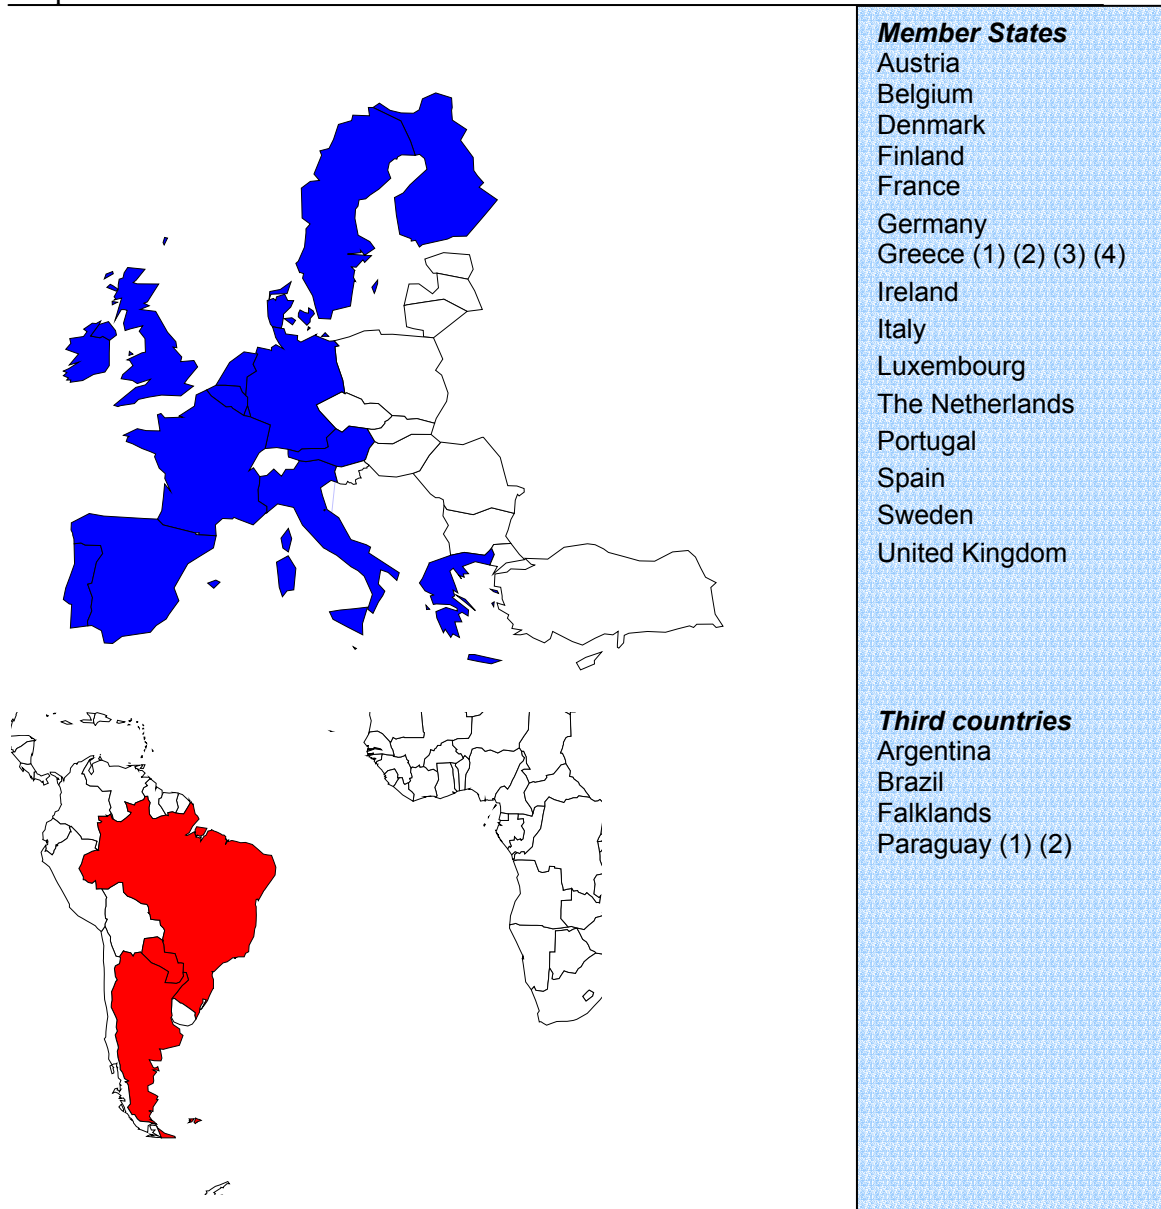 Member States
Austria
Belgium
Denmark
Finland
France
Germany
Greece (1) (2) (3) (4)
Ireland
Italy
Luxembourg
The Netherlands
Portugal
Spain
Sweden
United Kingdom
Third countries
Argentina
Brazil
Falklands
Paraguay (1) (2)